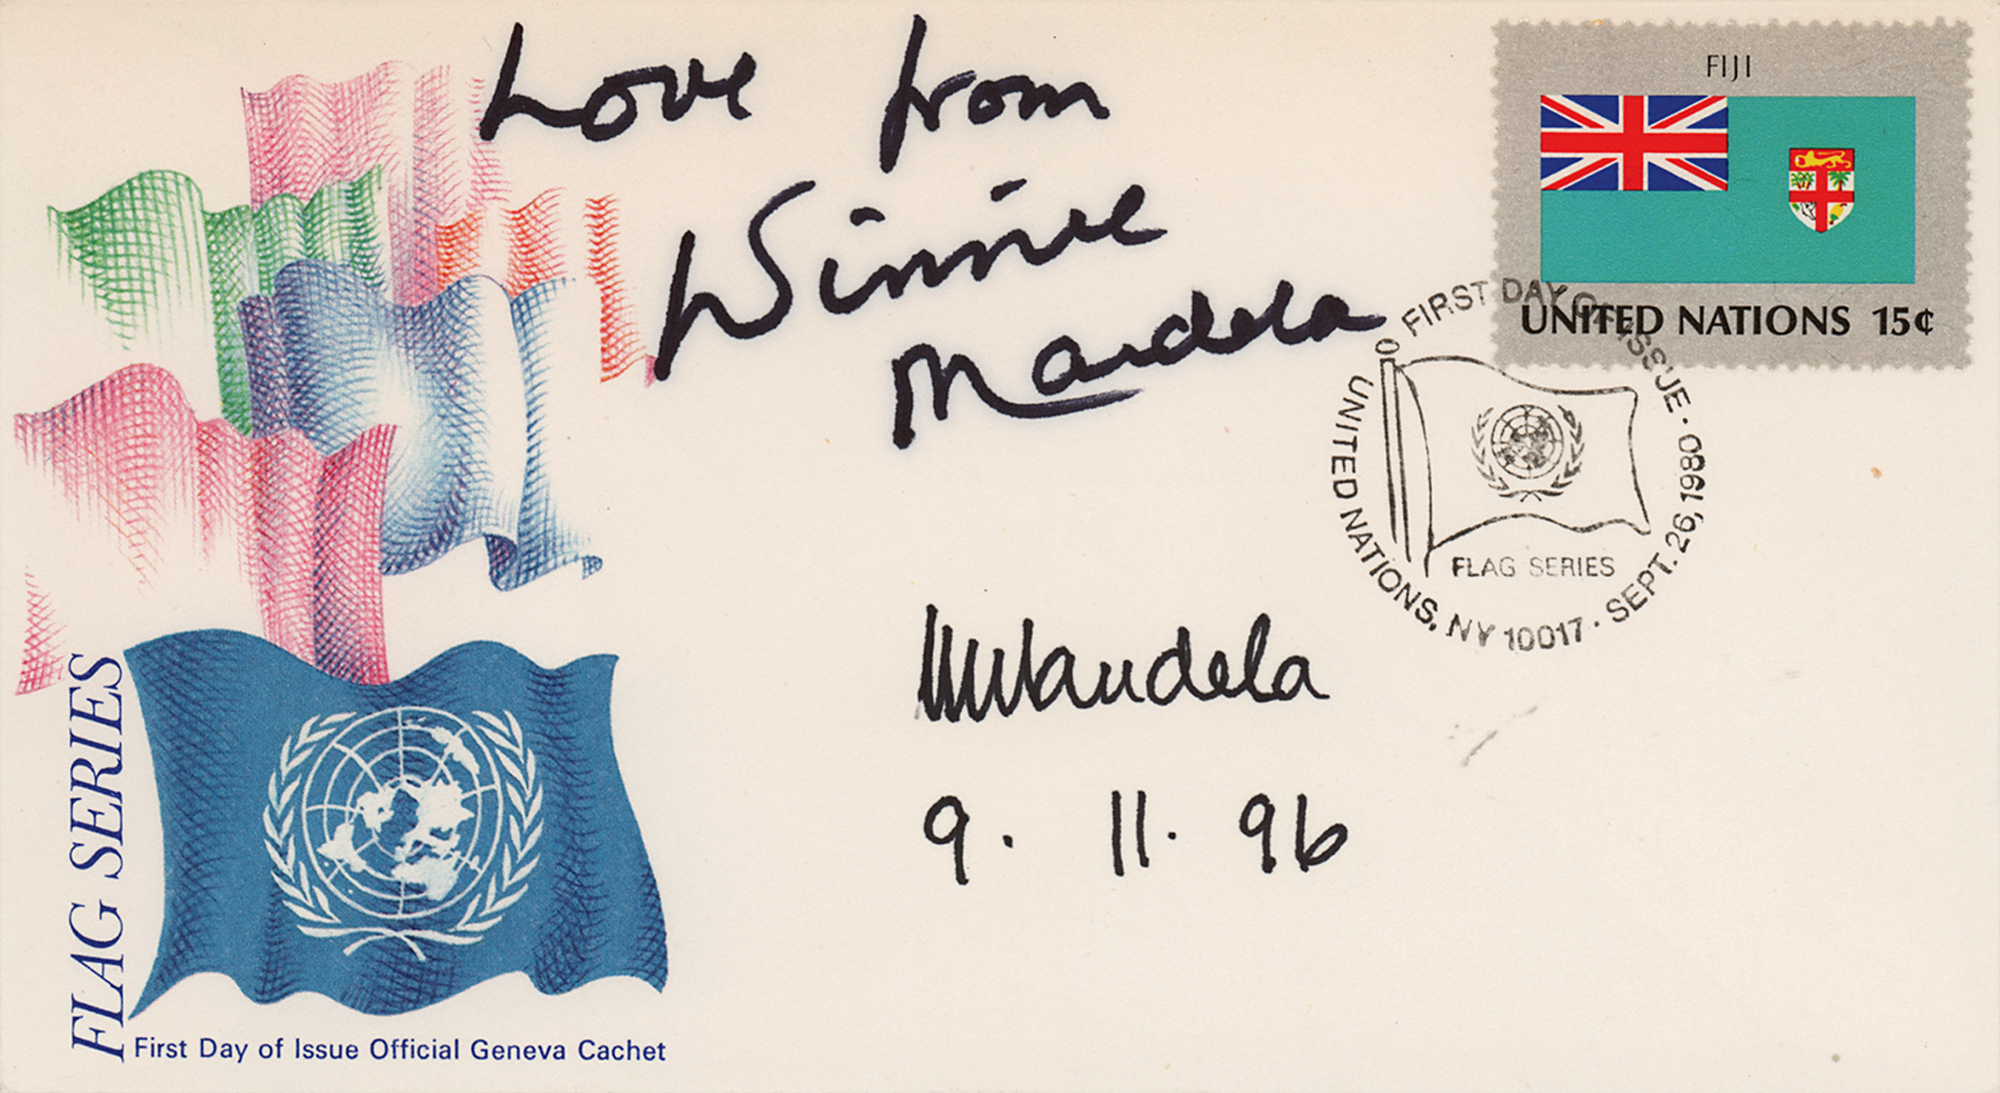 Love from
Winnie
Mandela
FIJI
UNITED NATIONS 15¢
FIRST DAY OF ISSUE · UNITED NATIONS, NY 10017 · SEPT. 26, 1980
FLAG SERIES
Mandela
9. 11. 96
FLAG SERIES
First Day of Issue Official Geneva Cachet